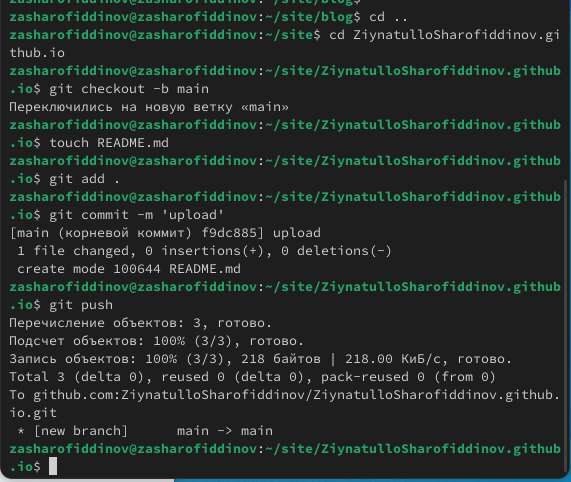 zasharofiddinov@zasharofiddinov:~/site/blog$
zasharofiddinov@zasharofiddinov:~/site/blog$ cd ..
zasharofiddinov@zasharofiddinov:~/site$ cd ZiynatulloSharofiddinov.gi
thub.io
zasharofiddinov@zasharofiddinov:~/site/ZiynatulloSharofiddinov.github
.io$ git checkout -b main
Переключились на новую ветку «main»
zasharofiddinov@zasharofiddinov:~/site/ZiynatulloSharofiddinov.github
.io$ touch README.md
zasharofiddinov@zasharofiddinov:~/site/ZiynatulloSharofiddinov.github
.io$ git add .
zasharofiddinov@zasharofiddinov:~/site/ZiynatulloSharofiddinov.github
.io$ git commit -m 'upload'
[main (корневой коммит) f9dc885] upload
 1 file changed, 0 insertions(+), 0 deletions(-)
 create mode 100644 README.md
zasharofiddinov@zasharofiddinov:~/site/ZiynatulloSharofiddinov.github
.io$ git push
Перечисление объектов: 3, готово.
Подсчет объектов: 100% (3/3), готово.
Запись объектов: 100% (3/3), 218 байтов | 218.00 КиБ/с, готово.
Total 3 (delta 0), reused 0 (delta 0), pack-reused 0 (from 0)
To github.com:ZiynatulloSharofiddinov/ZiynatulloSharofiddinov.github.
io.git
 * [new branch]      main -> main
zasharofiddinov@zasharofiddinov:~/site/ZiynatulloSharofiddinov.github
.io$